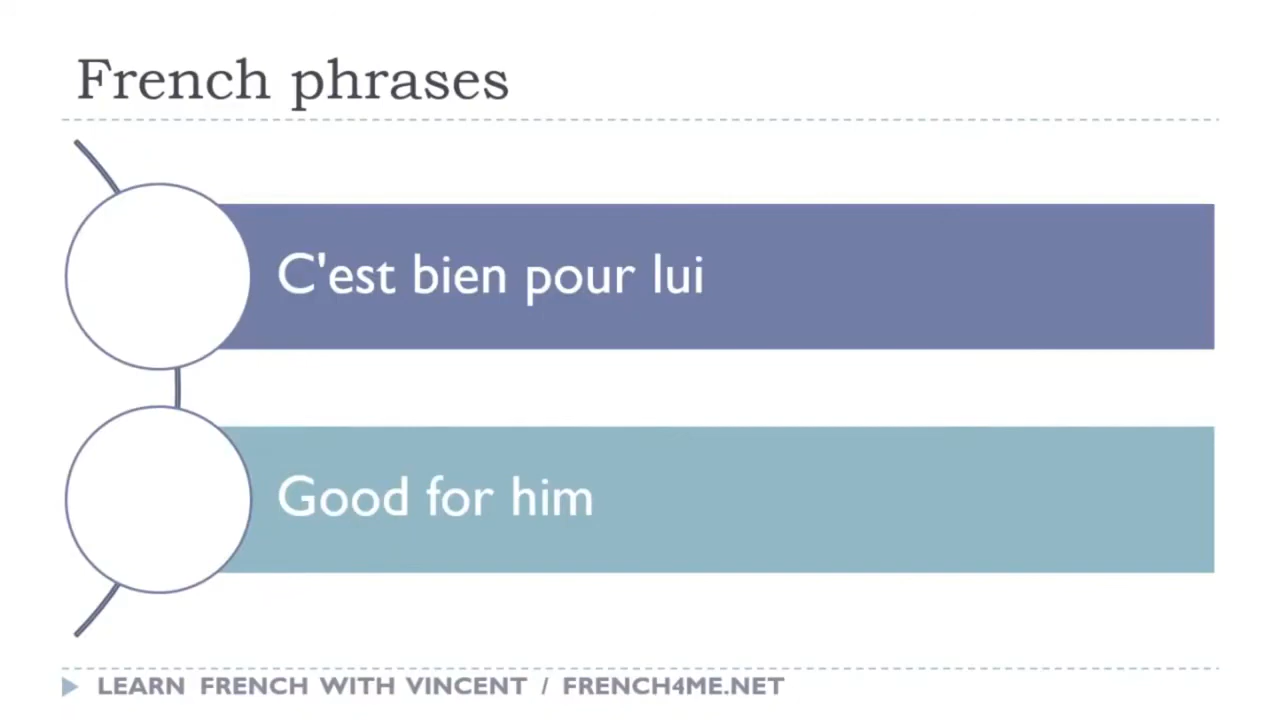 French phrases
C'est bien pour lui
Good for him
LEARN FRENCH WITH VINCENT / FRENCH4ME.NET